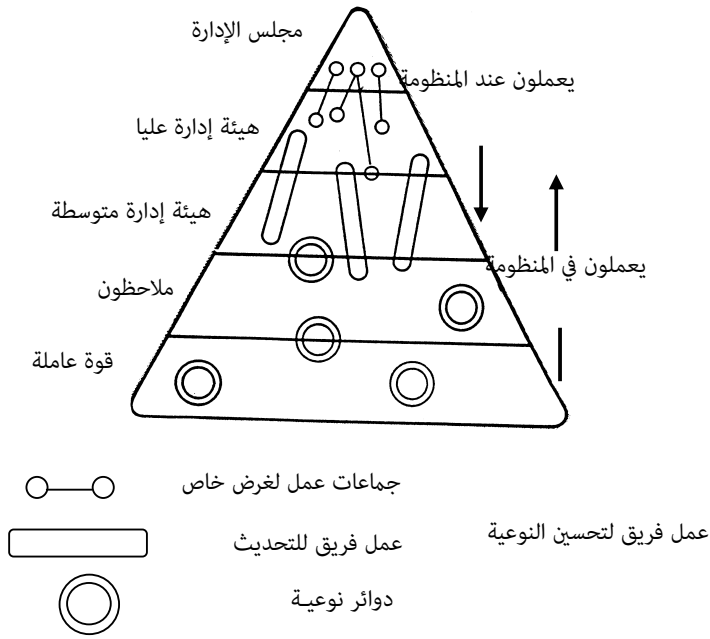 مجلس الإدارة
يعملون عند المنظومة
هيئة إدارة عليا
هيئة إدارة متوسطة
يعملون في المنظومة
ملاحظون
قوة عاملة
جماعات عمل لغرض خاص
عمل فريق لتحسين النوعية
عمل فريق للتحديث
دوائر نوعيـة